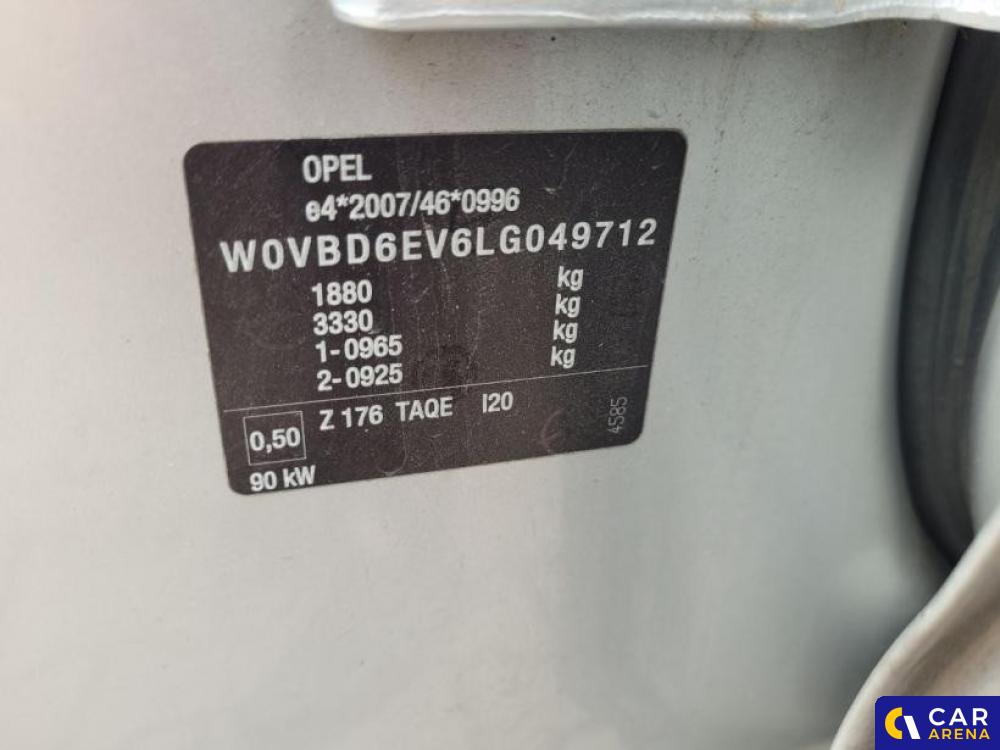 OPEL
e4*2007/46*0996
W0VBD6EV6LG049712
1880 kg
3330 kg
1-0965 kg
2-0925 kg
0,50 Z 176 TAQE I20
90 kW
4585
CAR
ARENA